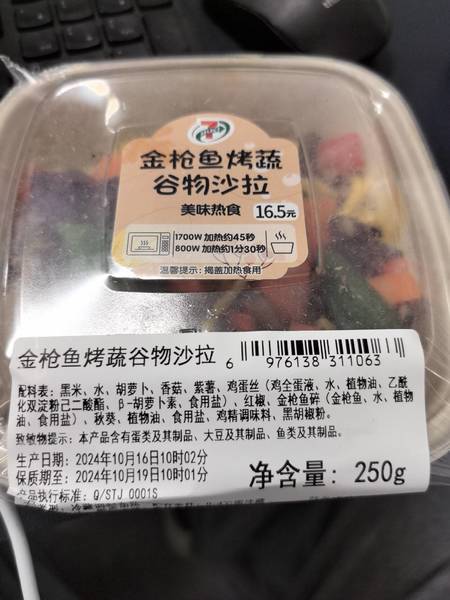 7
ELEVEN
金枪鱼烤蔬
谷物沙拉
美味热食 16.5元
1700W 加热约45秒
800W 加热约1分30秒
温馨提示：揭盖加热食用
金枪鱼烤蔬谷物沙拉
6 976138 311063
配料表：黑米、水、胡萝卜、香菇、紫薯、鸡蛋丝（鸡全蛋液、水、植物油、乙酰
化双淀粉己二酸酯、β-胡萝卜素、食用盐）、红椒、金枪鱼碎（金枪鱼、水、植物
油、食用盐）、秋葵、植物油、食用盐、鸡精调味料、黑胡椒粉。
致敏物提示：本产品含有蛋类及其制品、大豆及其制品、鱼类及其制品。
生产日期：2024年10月16日10时02分
保质期至：2024年10月19日10时01分
净含量：250g
产品执行标准：Q/STJ 0001S